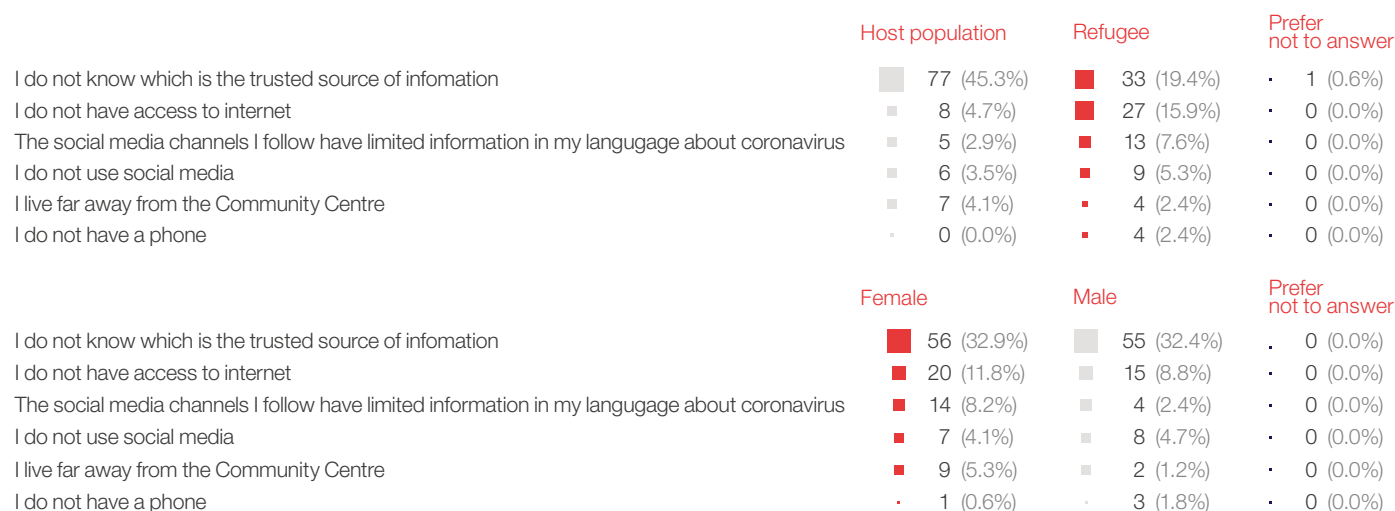 Host population Refugee Prefer not to answer
I do not know which is the trusted source of infomation 77 (45.3%) 33 (19.4%) 1 (0.6%)
I do not have access to internet 8 (4.7%) 27 (15.9%) 0 (0.0%)
The social media channels I follow have limited information in my langugage about coronavirus 5 (2.9%) 13 (7.6%) 0 (0.0%)
I do not use social media 6 (3.5%) 9 (5.3%) 0 (0.0%)
I live far away from the Community Centre 7 (4.1%) 4 (2.4%) 0 (0.0%)
I do not have a phone 0 (0.0%) 4 (2.4%) 0 (0.0%)
Female Male Prefer not to answer
I do not know which is the trusted source of infomation 56 (32.9%) 55 (32.4%) 0 (0.0%)
I do not have access to internet 20 (11.8%) 15 (8.8%) 0 (0.0%)
The social media channels I follow have limited information in my langugage about coronavirus 14 (8.2%) 4 (2.4%) 0 (0.0%)
I do not use social media 7 (4.1%) 8 (4.7%) 0 (0.0%)
I live far away from the Community Centre 9 (5.3%) 2 (1.2%) 0 (0.0%)
I do not have a phone 1 (0.6%) 3 (1.8%) 0 (0.0%)